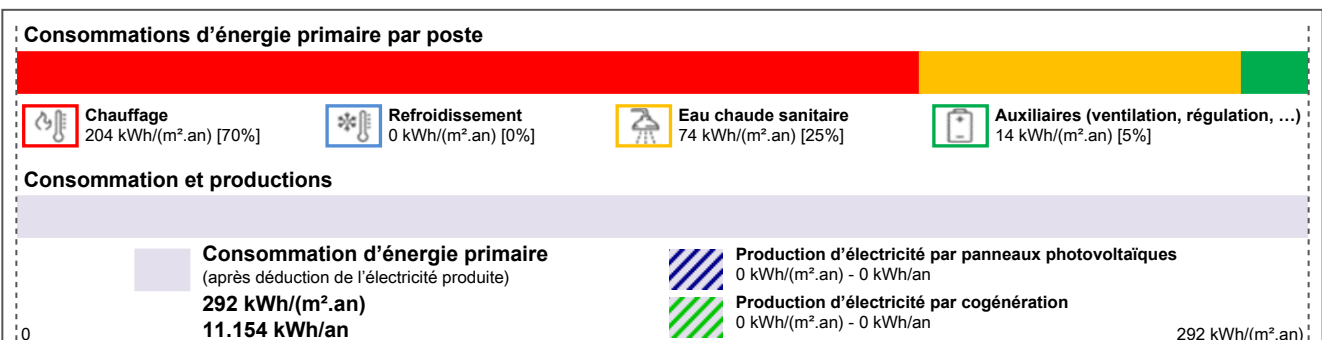 Consommations d'énergie primaire par poste
Chauffage
204 kWh/(m².an) [70%]
Refroidissement
0 kWh/(m².an) [0%]
Eau chaude sanitaire
74 kWh/(m².an) [25%]
Auxiliaires (ventilation, régulation, …)
14 kWh/(m².an) [5%]
Consommation et productions
Consommation d'énergie primaire
(après déduction de l'électricité produite)
292 kWh/(m².an)
11.154 kWh/an
Production d'électricité par panneaux photovoltaïques
0 kWh/(m².an) - 0 kWh/an
Production d'électricité par cogénération
0 kWh/(m².an) - 0 kWh/an
0
292 kWh/(m².an)